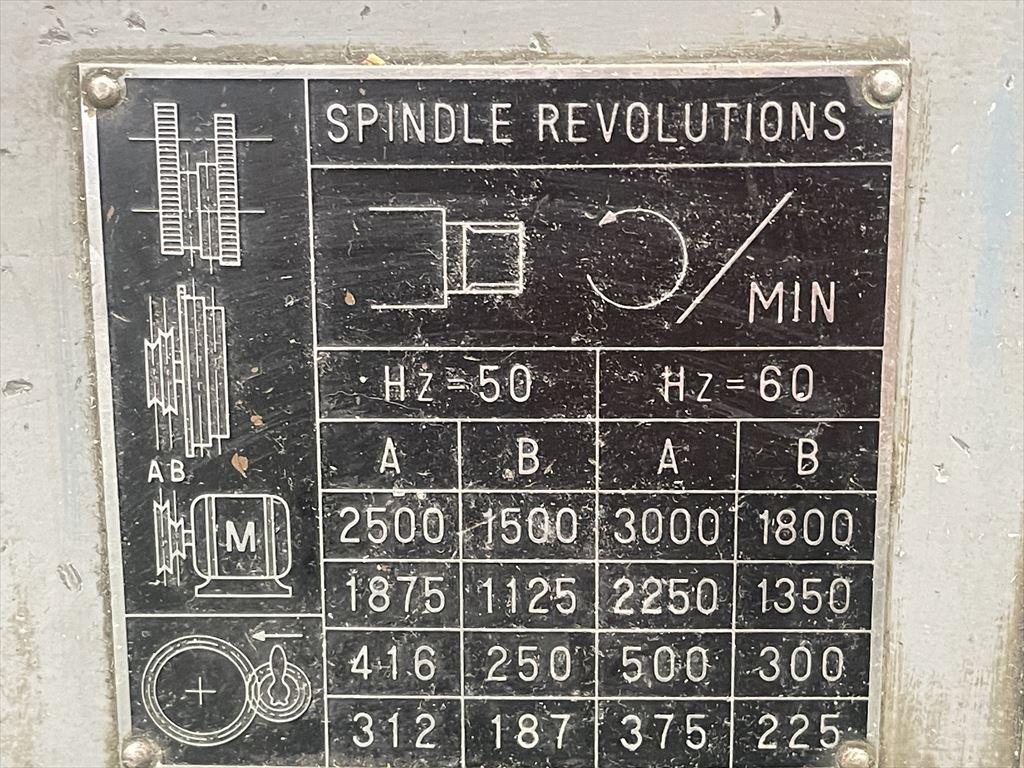 SPINDLE REVOLUTIONS
MIN
Hz=50 Hz=60
A B A B
AB
M
2500 1500 3000 1800
1875 1125 2250 1350
416 250 500 300
312 187 375 225